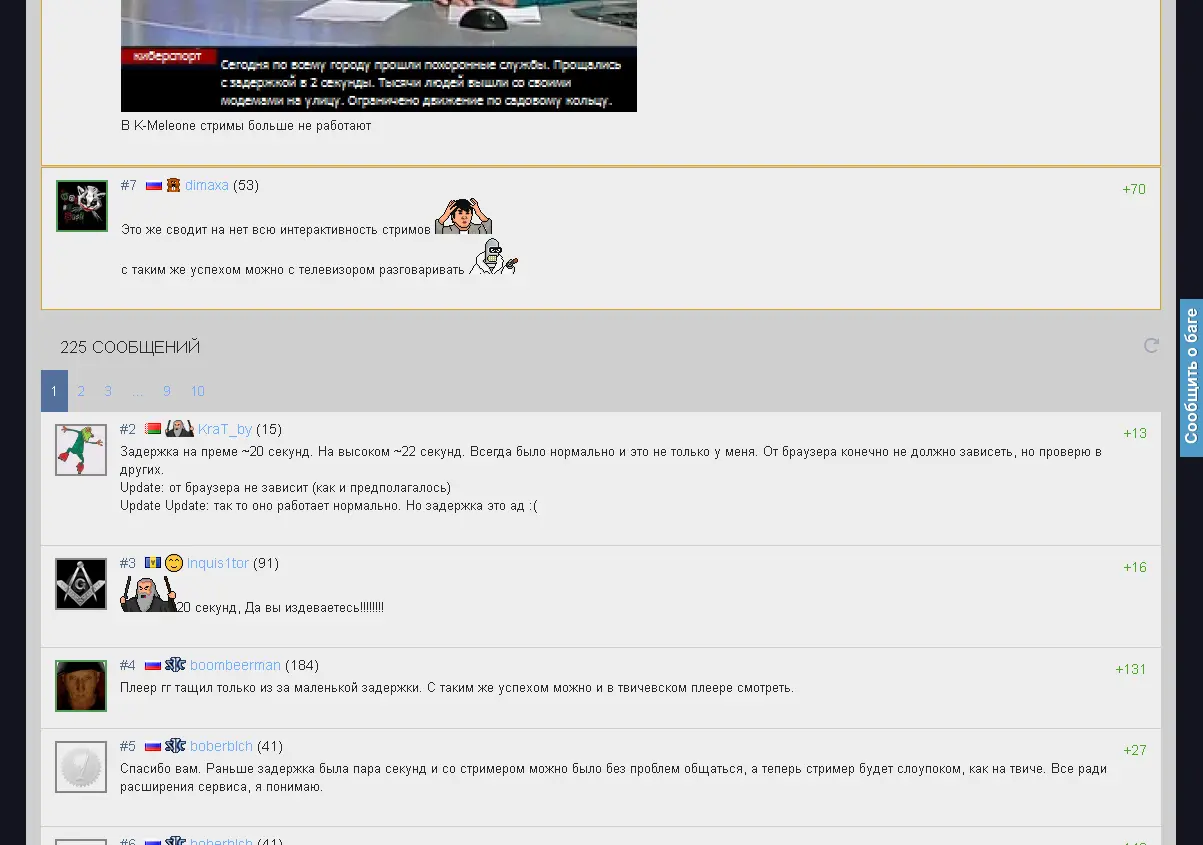 киберспорт
Сегодня по всему городу прошли похоронные службы. Прощались
с задержкой в 2 секунды. Тысячи людей вышли со своими
модемами на улицу. Ограничено движение по садовому кольцу.
В K-Meleone стримы больше не работают
#7 dimaxa (53) +70
Это же сводит на нет всю интерактивность стримов
с таким же успехом можно с телевизором разговаривать
Сообщить о баге
225 СООБЩЕНИЙ
1 2 3 ... 9 10
#2 KraT_by (15) +13
Задержка на преме ~20 секунд. На высоком ~22 секунд. Всегда было нормально и это не только у меня. От браузера конечно не должно зависеть, но проверю в
других.
Update: от браузера не зависит (как и предполагалось)
Update Update: так то оно работает нормально. Но задержка это ад :(
#3 Inquis1tor (91) +16
20 секунд, Да вы издеваетесь!!!!!!!!
#4 boombeerman (184) +131
Плеер гг тащил только из за маленькой задержки. С таким же успехом можно и в твичевском плеере смотреть.
#5 boberblch (41) +27
Спасибо вам. Раньше задержка была пара секунд и со стримером можно было без проблем общаться, а теперь стример будет слоупоком, как на твиче. Все ради
расширения сервиса, я понимаю.
#6 boberblch (41)